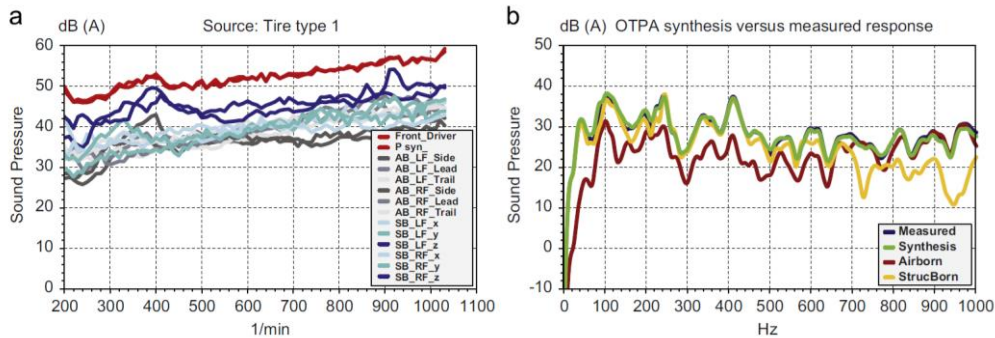 a
dB (A) Source: Tire type 1
60
50
40
30
20
10
0
Sound Pressure
200 300 400 500 600 700 800 900 1000 1100
1/min
Front_Driver
P syn
AB_LF_Side
AB_LF_Lead
AB_LF_Trail
AB_RF_Side
AB_RF_Lead
AB_RF_Trail
SB_LF_x
SB_LF_y
SB_LF_z
SB_RF_x
SB_RF_y
SB_RF_z
b
dB (A) OTPA synthesis versus measured response
50
40
30
20
10
0
-10
Sound Pressure
0 100 200 300 400 500 600 700 800 900 1000
Hz
Measured
Synthesis
Airborn
StrucBorn